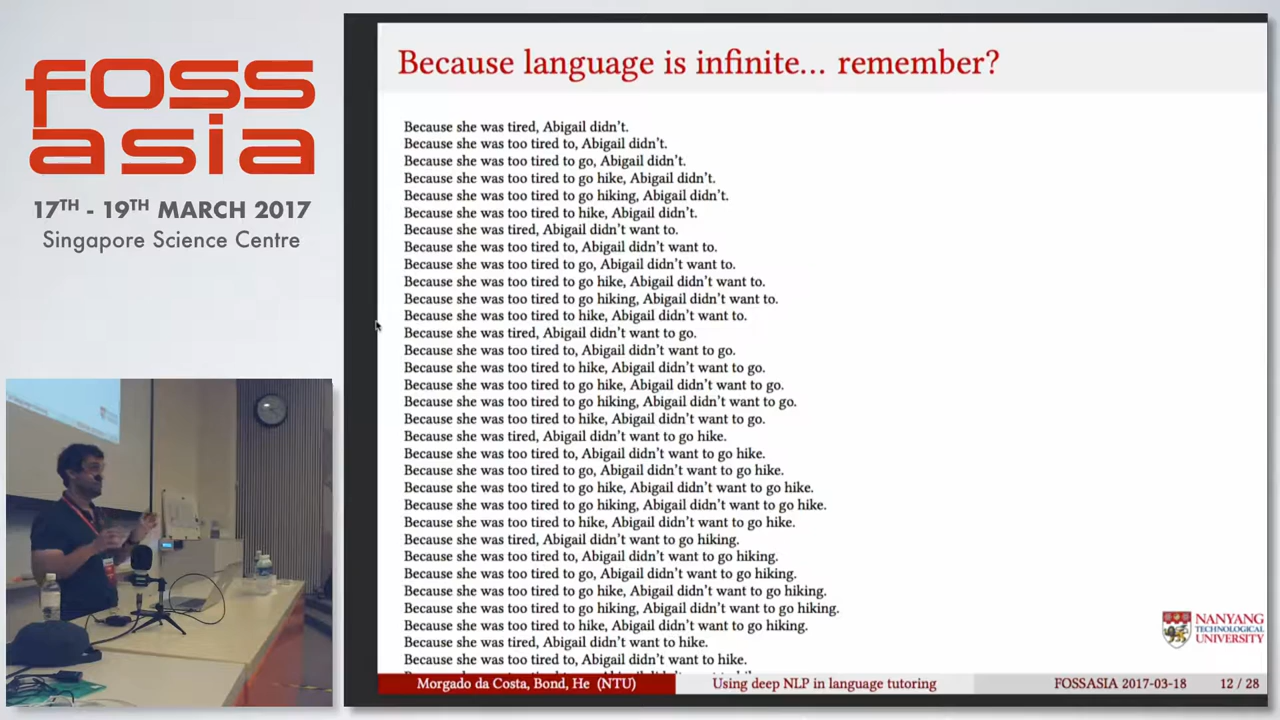 foss
asia
17TH - 19TH MARCH 2017
Singapore Science Centre
Because language is infinite... remember?
Because she was tired, Abigail didn't.
Because she was too tired to, Abigail didn't.
Because she was too tired to go, Abigail didn't.
Because she was too tired to go hike, Abigail didn't.
Because she was too tired to go hiking, Abigail didn't.
Because she was too tired to hike, Abigail didn't.
Because she was tired, Abigail didn't want to.
Because she was too tired to, Abigail didn't want to.
Because she was too tired to go, Abigail didn't want to.
Because she was too tired to go hike, Abigail didn't want to.
Because she was too tired to go hiking, Abigail didn't want to.
Because she was too tired to hike, Abigail didn't want to.
Because she was tired, Abigail didn't want to go.
Because she was too tired to, Abigail didn't want to go.
Because she was too tired to hike, Abigail didn't want to go.
Because she was too tired to go hike, Abigail didn't want to go.
Because she was too tired to go hiking, Abigail didn't want to go.
Because she was too tired to hike, Abigail didn't want to go.
Because she was tired, Abigail didn't want to go hike.
Because she was too tired to, Abigail didn't want to go hike.
Because she was too tired to go, Abigail didn't want to go hike.
Because she was too tired to go hike, Abigail didn't want to go hike.
Because she was too tired to go hiking, Abigail didn't want to go hike.
Because she was too tired to hike, Abigail didn't want to go hike.
Because she was tired, Abigail didn't want to go hiking.
Because she was too tired to, Abigail didn't want to go hiking.
Because she was too tired to go, Abigail didn't want to go hiking.
Because she was too tired to go hike, Abigail didn't want to go hiking.
Because she was too tired to go hiking, Abigail didn't want to go hiking.
Because she was too tired to hike, Abigail didn't want to go hiking.
Because she was tired, Abigail didn't want to hike.
Because she was too tired to, Abigail didn't want to hike.
NANYANG
TECHNOLOGICAL
UNIVERSITY
Morgado da Costa, Bond, He (NTU)
Using deep NLP in language tutoring
FOSSASIA 2017-03-18
12 / 28